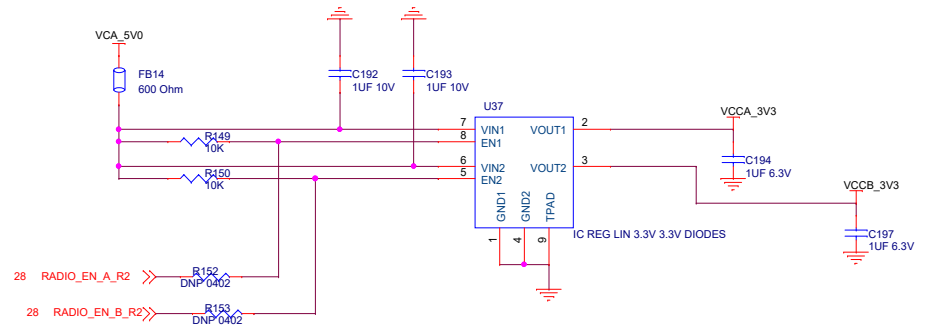 VCA_5V0
FB14
600 Ohm
C192
1UF 10V
C193
1UF 10V
U37
7 VIN1 VOUT1 2
8 EN1
6 VIN2 VOUT2 3
5 EN2
GND1 GND2 TPAD
1 4 9
IC REG LIN 3.3V 3.3V DIODES
R149
10K
R150
10K
VCCA_3V3
C194
1UF 6.3V
VCCB_3V3
C197
1UF 6.3V
28 RADIO_EN_A_R2
R152
DNP 0402
28 RADIO_EN_B_R2
R153
DNP 0402